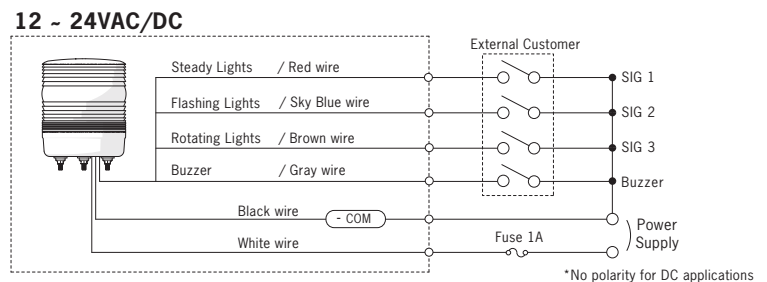 12 ~ 24VAC/DC
External Customer
Steady Lights / Red wire
SIG 1
Flashing Lights / Sky Blue wire
SIG 2
Rotating Lights / Brown wire
SIG 3
Buzzer / Gray wire
Buzzer
Black wire
- COM
White wire
Fuse 1A
Power
Supply
*No polarity for DC applications